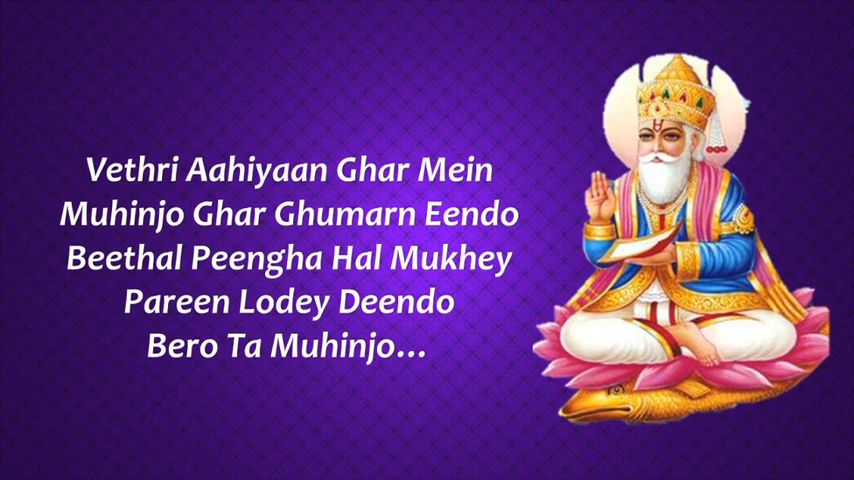 Vethri Aahiyaan Ghar Mein
Muhinjo Ghar Ghumarn Eendo
Beethal Peengha Hal Mukhey
Pareen Lodey Deendo
Bero Ta Muhinjo...